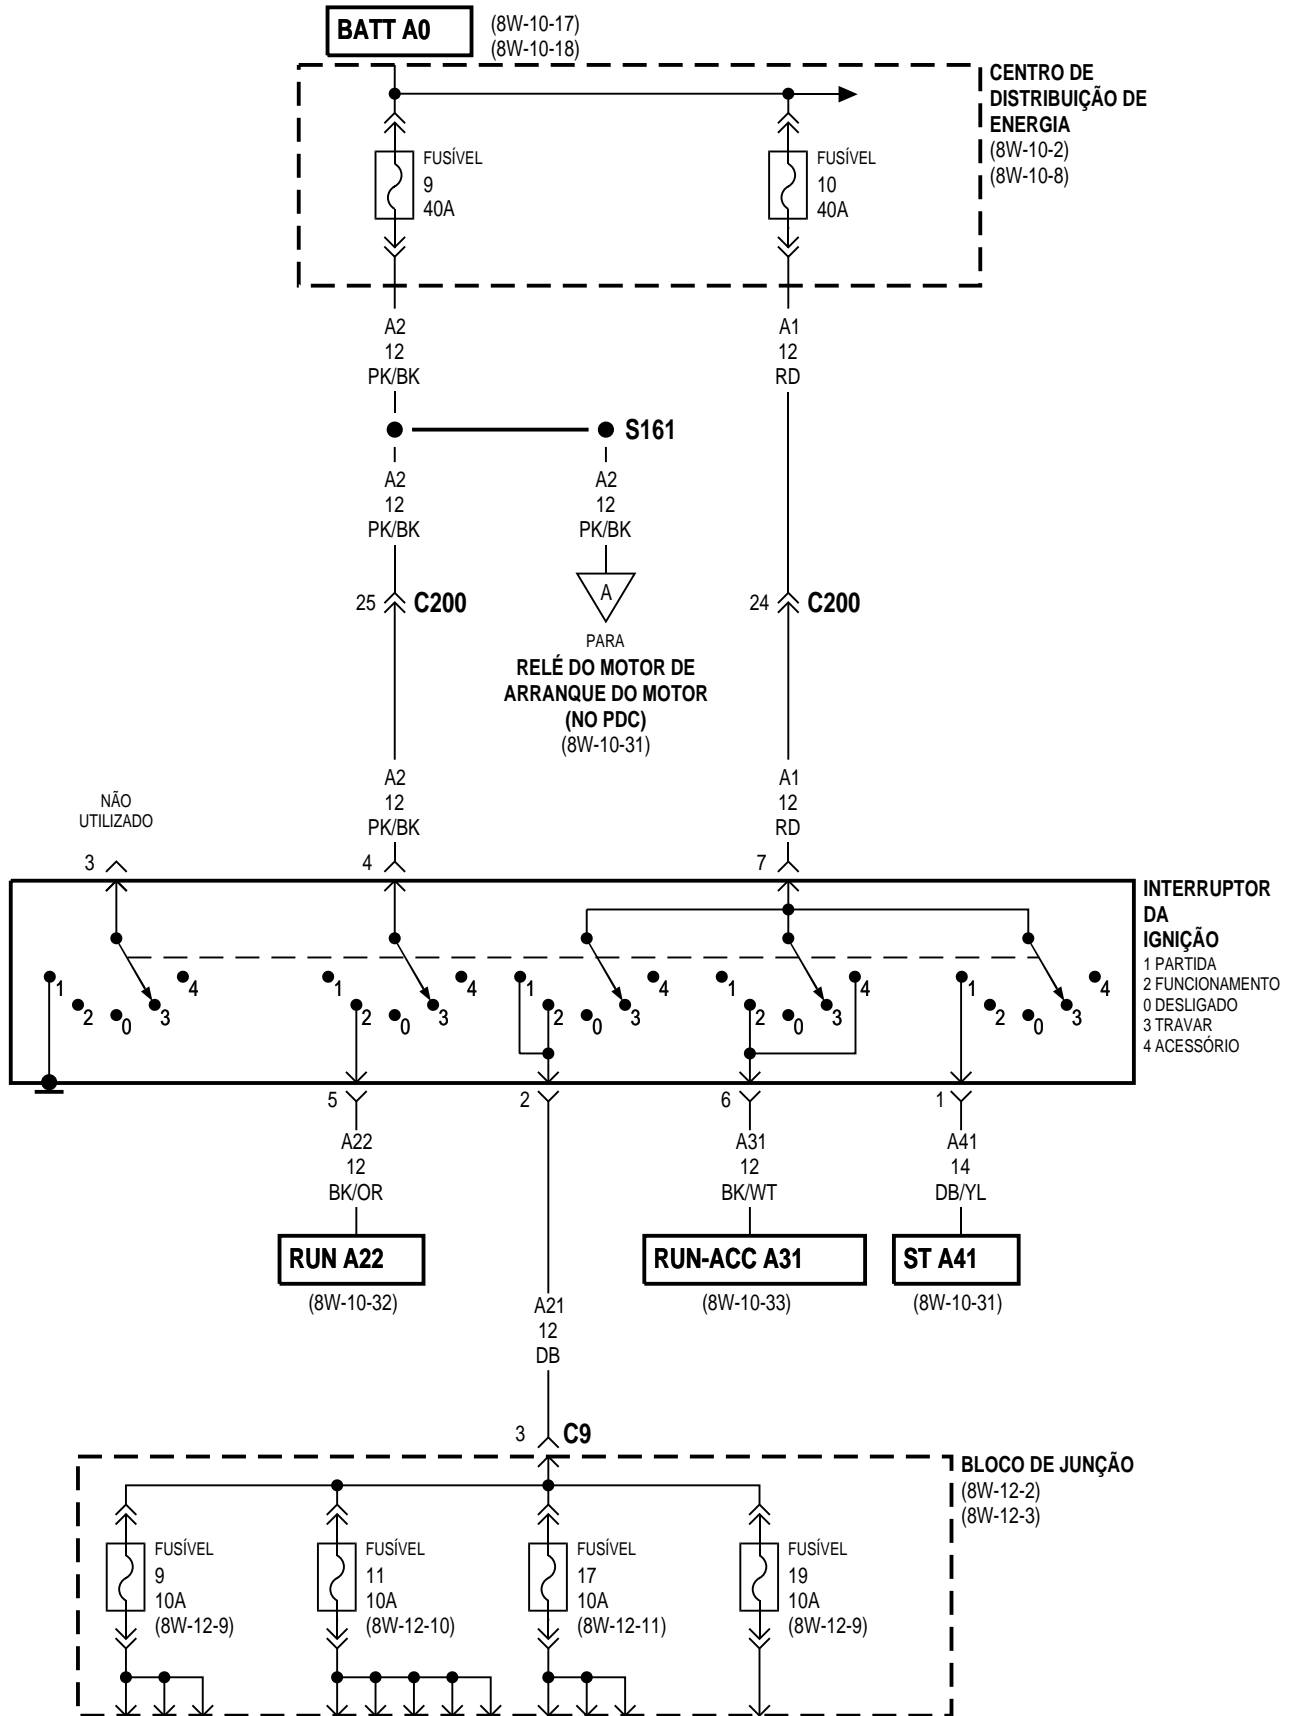 BATT A0
(8W-10-17)
(8W-10-18)
CENTRO DE
DISTRIBUIÇÃO DE
ENERGIA
(8W-10-2)
(8W-10-8)
FUSÍVEL
9
40A
FUSÍVEL
10
40A
A2
12
PK/BK
A1
12
RD
S161
A2
12
PK/BK
A2
12
PK/BK
25
C200
A
24
C200
PARA
RELÉ DO MOTOR DE
ARRANQUE DO MOTOR
(NO PDC)
(8W-10-31)
A2
12
PK/BK
A1
12
RD
NÃO
UTILIZADO
3
4
7
INTERRUPTOR
DA
IGNIÇÃO
1 PARTIDA
2 FUNCIONAMENTO
0 DESLIGADO
3 TRAVAR
4 ACESSÓRIO
1 2 0 3 4
1 2 0 3 4
1 2 0 3 4
1 2 0 3 4
1 2 0 3 4
5
2
6
1
A22
12
BK/OR
A31
12
BK/WT
A41
14
DB/YL
RUN A22
(8W-10-32)
RUN-ACC A31
(8W-10-33)
ST A41
(8W-10-31)
A21
12
DB
3
C9
BLOCO DE JUNÇÃO
(8W-12-2)
(8W-12-3)
FUSÍVEL
9
10A
(8W-12-9)
FUSÍVEL
11
10A
(8W-12-10)
FUSÍVEL
17
10A
(8W-12-11)
FUSÍVEL
19
10A
(8W-12-9)